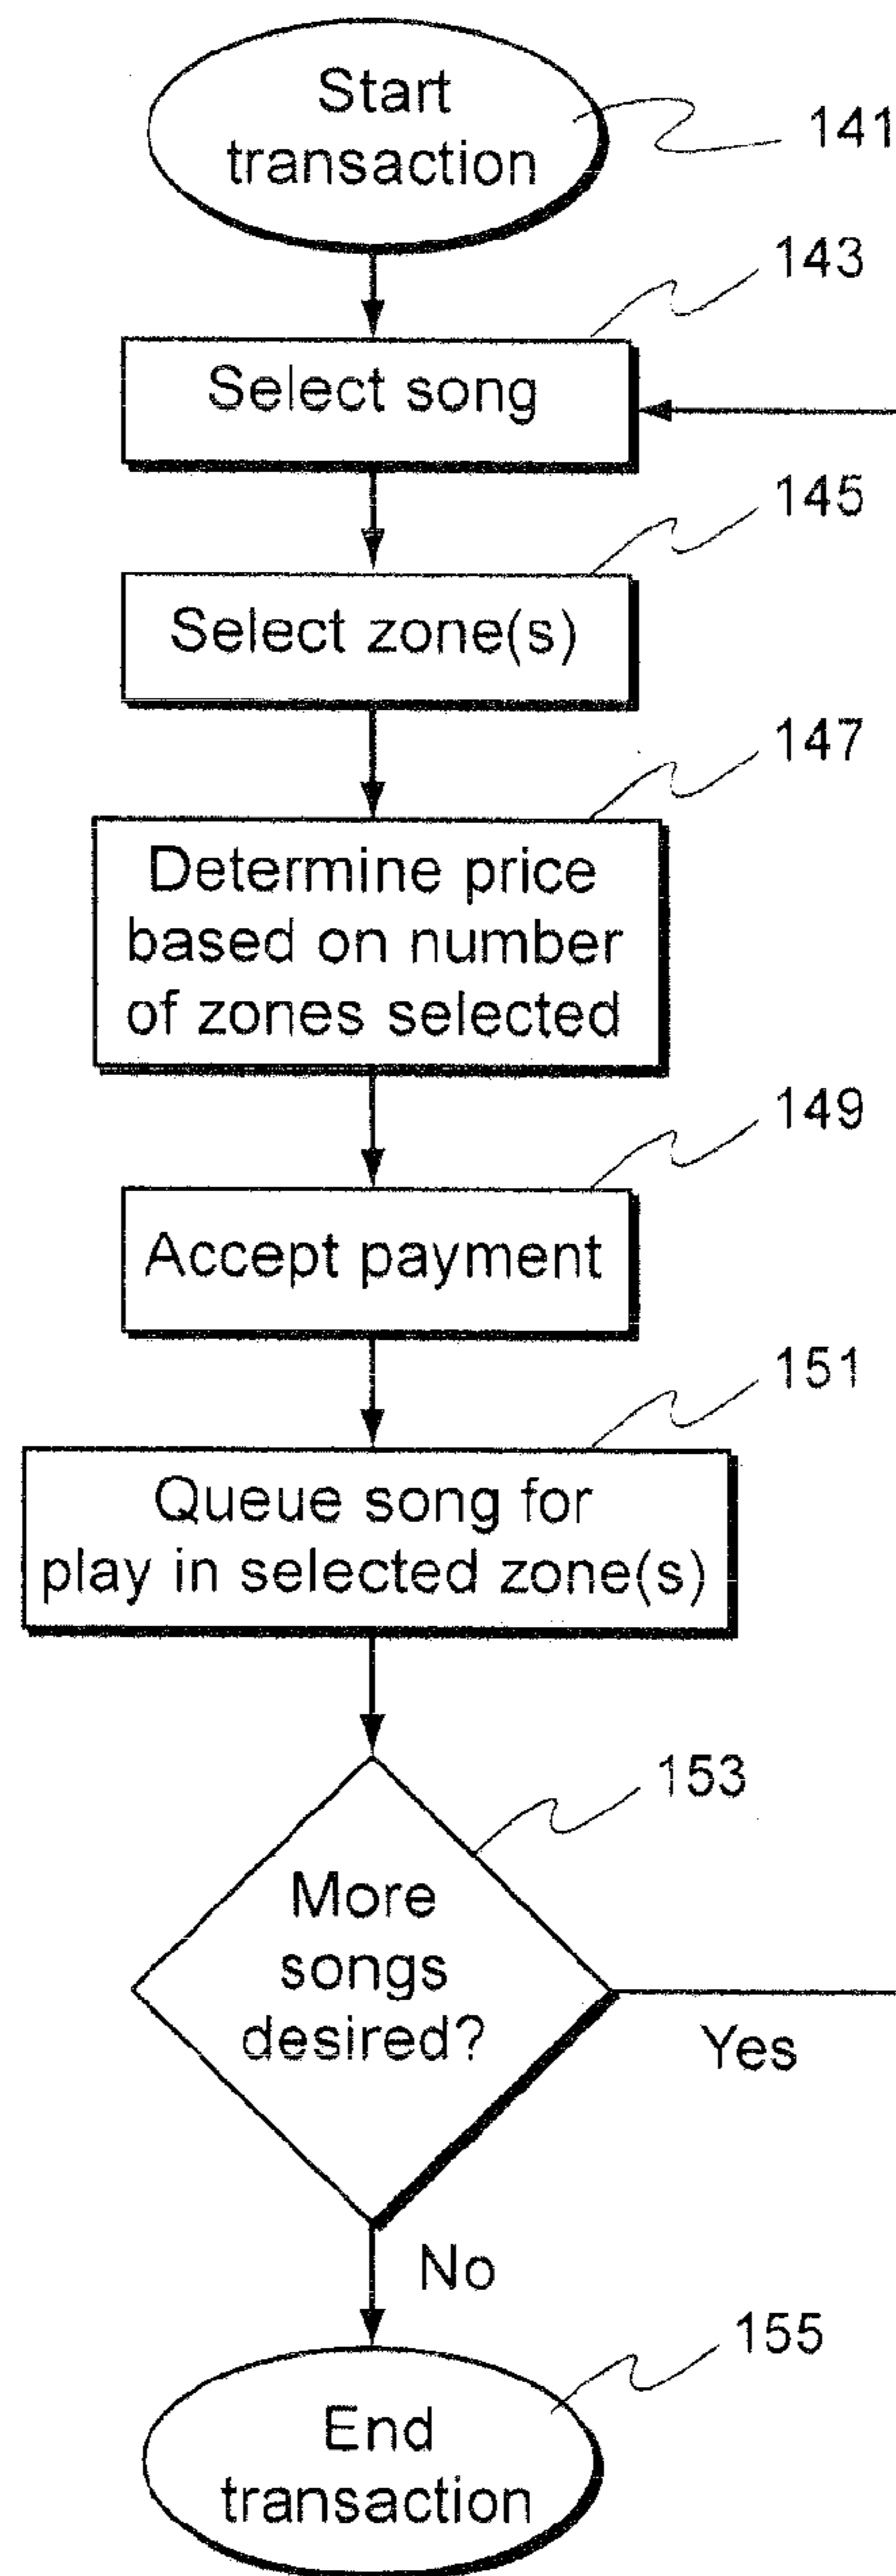 Start
transaction
141
143
Select song
145
Select zone(s)
147
Determine price
based on number
of zones selected
149
Accept payment
151
Queue song for
play in selected zone(s)
153
More
songs
desired?
Yes
No
155
End
transaction